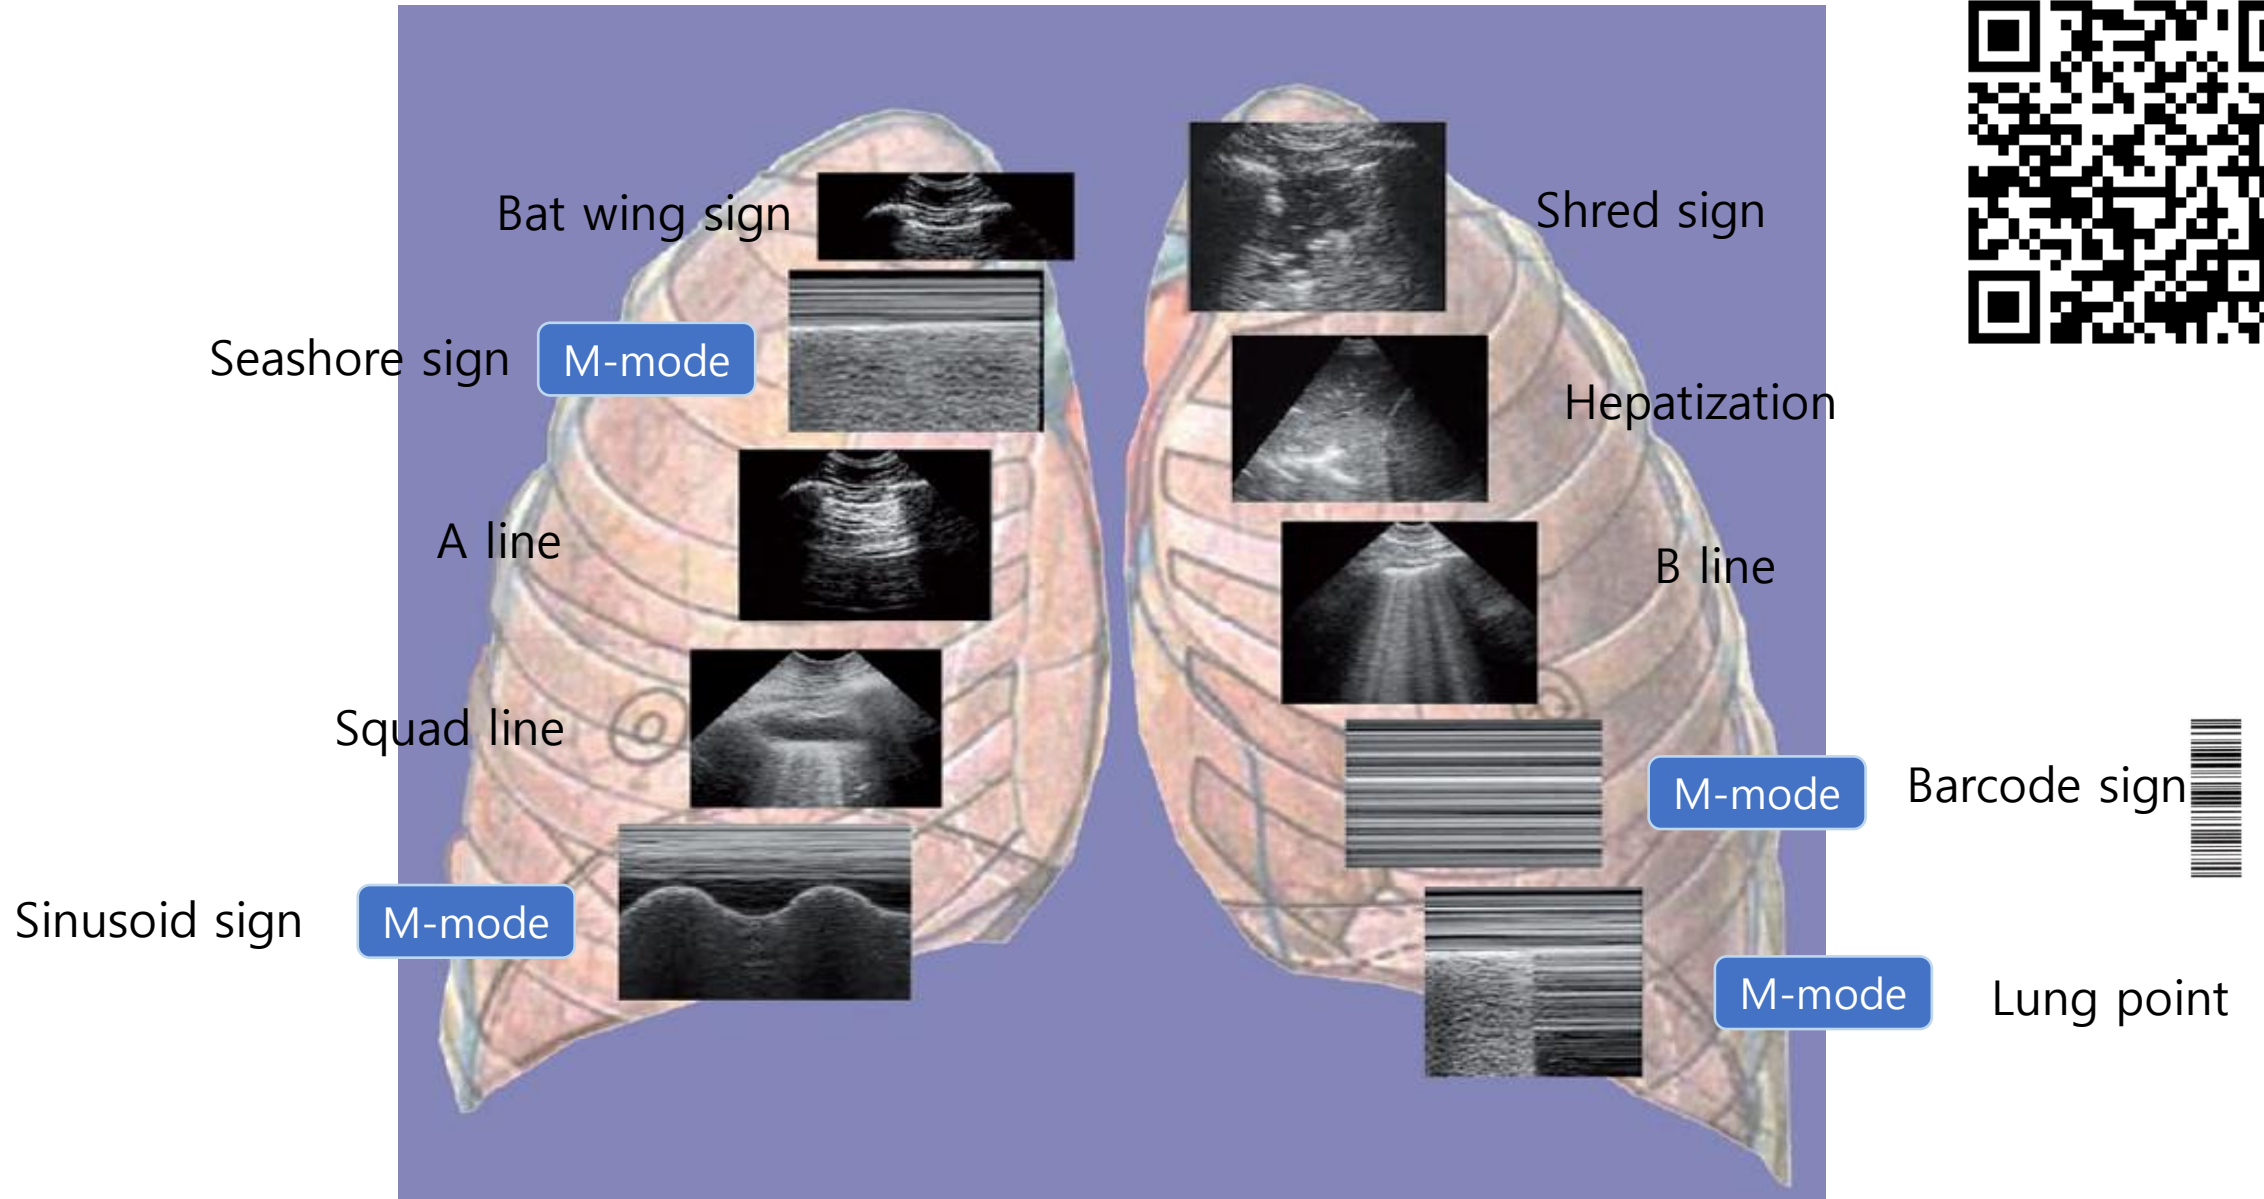 Bat wing sign
Seashore sign
M-mode
A line
Squad line
Sinusoid sign
M-mode
Shred sign
Hepatization
B line
M-mode
Barcode sign
M-mode
Lung point